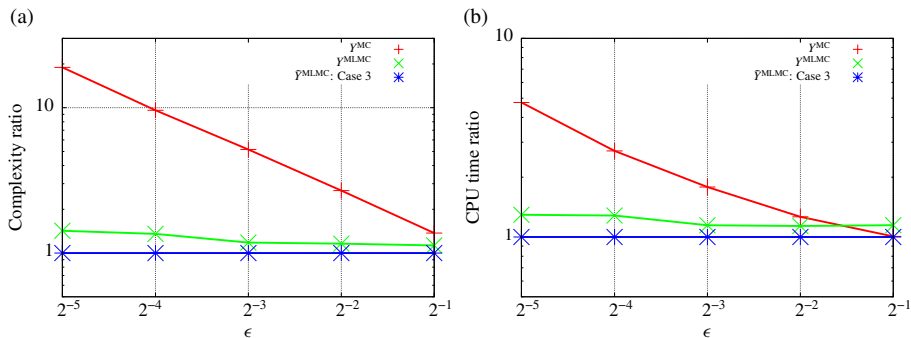 (a)
Y^MC
Y^MLMC
Ỹ^MLMC: Case 3
Complexity ratio
10
1
2^−5 2^−4 2^−3 2^−2 2^−1
ϵ
(b)
Y^MC
Y^MLMC
Ỹ^MLMC: Case 3
CPU time ratio
10
1
2^−5 2^−4 2^−3 2^−2 2^−1
ϵ